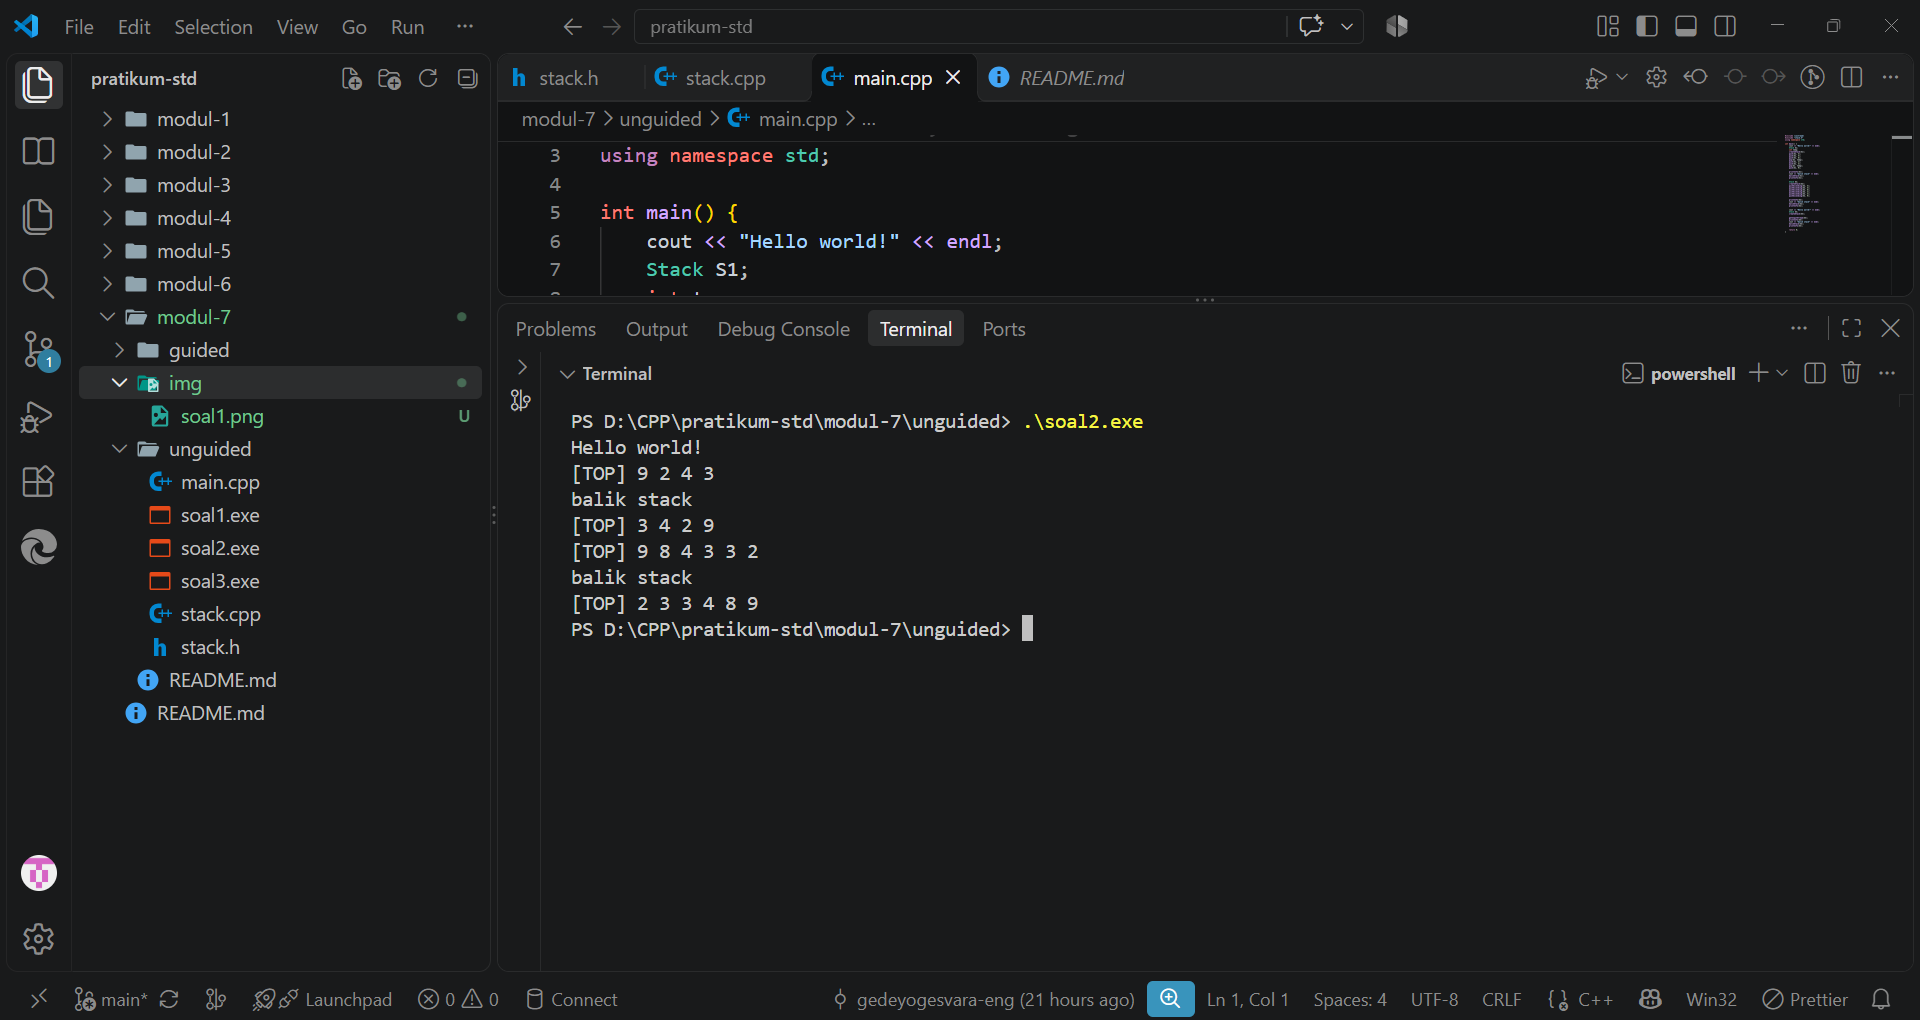 File Edit Selection View Go Run ···
pratikum-std
pratikum-std
modul-1
modul-2
modul-3
modul-4
modul-5
modul-6
modul-7
guided
img
soal1.png U
unguided
main.cpp
soal1.exe
soal2.exe
soal3.exe
stack.cpp
stack.h
README.md
README.md
1
stack.h stack.cpp main.cpp README.md
modul-7 > unguided > main.cpp > ...
3 using namespace std;
4
5 int main() {
6 cout << "Hello world!" << endl;
7 Stack S1;
Problems Output Debug Console Terminal Ports
Terminal
powershell
PS D:\CPP\pratikum-std\modul-7\unguided> .\soal2.exe
Hello world!
[TOP] 9 2 4 3
balik stack
[TOP] 3 4 2 9
[TOP] 9 8 4 3 3 2
balik stack
[TOP] 2 3 3 4 8 9
PS D:\CPP\pratikum-std\modul-7\unguided>
main* Launchpad 0 0 Connect gedeyogesvara-eng (21 hours ago) Ln 1, Col 1 Spaces: 4 UTF-8 CRLF {} C++ Win32 Prettier